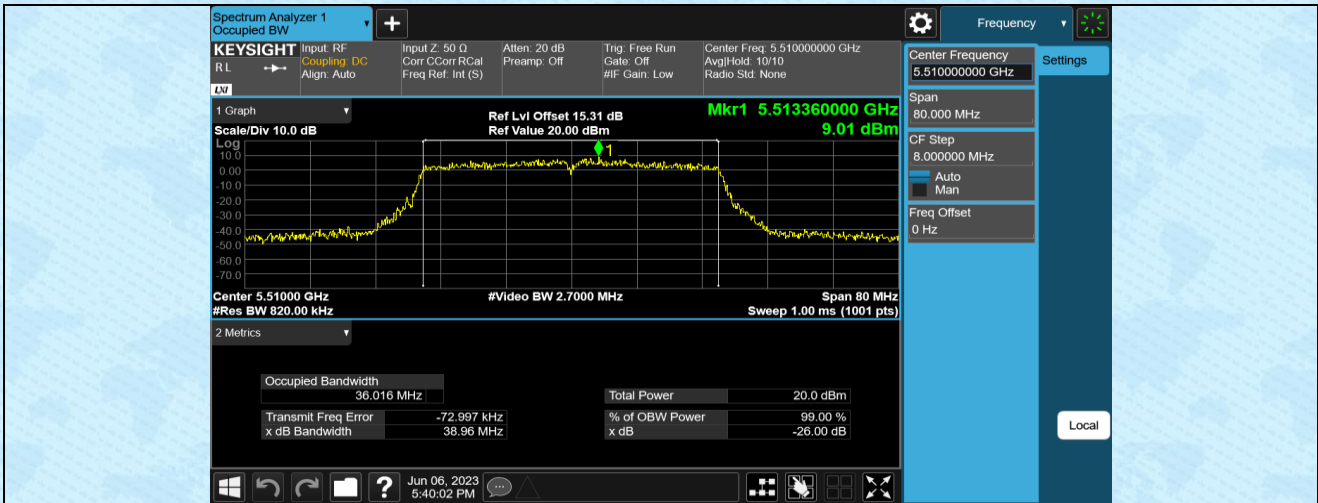 Spectrum Analyzer 1
Occupied BW
Frequency
KEYSIGHT
R L
LXI
Input: RF
Coupling: DC
Align: Auto
Input Z: 50 Ω
Corr CCorr RCal
Freq Ref: Int (S)
Atten: 20 dB
Preamp: Off
Trig: Free Run
Gate: Off
#IF Gain: Low
Center Freq: 5.510000000 GHz
Avg|Hold: 10/10
Radio Std: None
Center Frequency
5.510000000 GHz
Settings
Span
80.000 MHz
CF Step
8.000000 MHz
Auto
Man
Freq Offset
0 Hz
Local
1 Graph
Scale/Div 10.0 dB
Ref Lvl Offset 15.31 dB
Ref Value 20.00 dBm
Mkr1 5.513360000 GHz
9.01 dBm
Log
1
10.0
0.00
-10.0
-20.0
-30.0
-40.0
-50.0
-60.0
-70.0
Center 5.51000 GHz
#Res BW 820.00 kHz
#Video BW 2.7000 MHz
Span 80 MHz
Sweep 1.00 ms (1001 pts)
2 Metrics
Occupied Bandwidth
36.016 MHz
Total Power 20.0 dBm
Transmit Freq Error -72.997 kHz
% of OBW Power 99.00 %
x dB Bandwidth 38.96 MHz
x dB -26.00 dB
?
Jun 06, 2023
5:40:02 PM